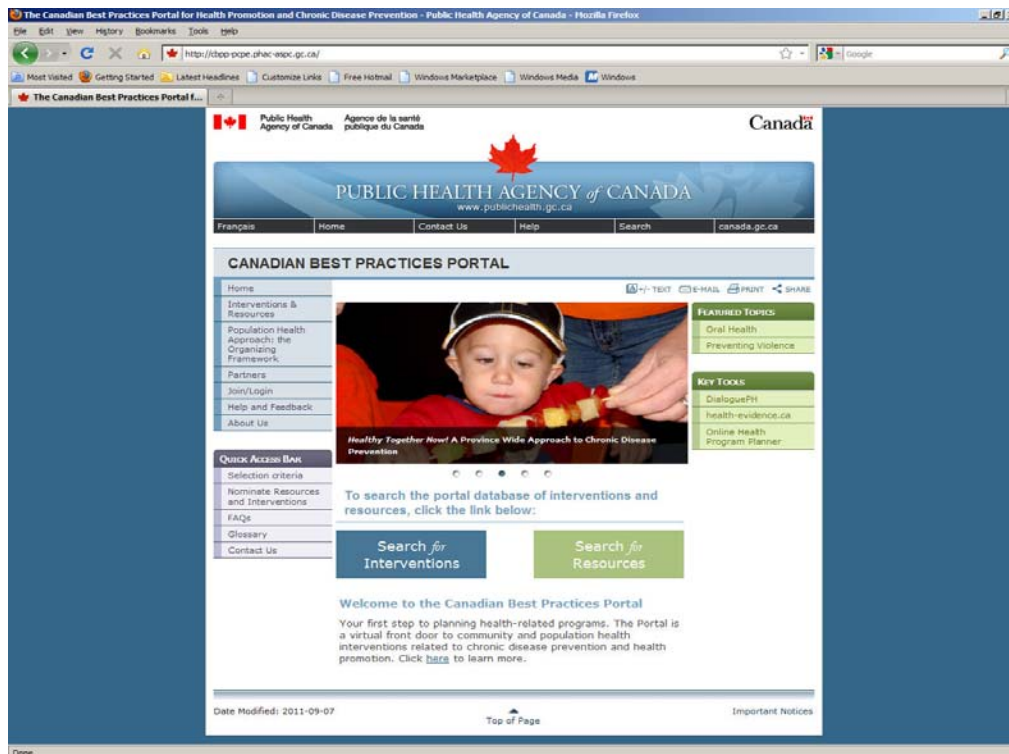 The Canadian Best Practices Portal for Health Promotion and Chronic Disease Prevention - Public Health Agency of Canada - Mozilla Firefox
File Edit View History Bookmarks Tools Help
http://cbpp-pcpe.phac-aspc.gc.ca/
Google
Most Visited Getting Started Latest Headlines Customize Links Free Hotmail Windows Marketplace Windows Media Windows
The Canadian Best Practices Portal f...
Public Health Agence de la santé
Agency of Canada publique du Canada
Canada
PUBLIC HEALTH AGENCY of CANADA
www.publichealth.gc.ca
Français Home Contact Us Help Search canada.gc.ca
CANADIAN BEST PRACTICES PORTAL
+/- TEXT E-MAIL PRINT SHARE
Home
Interventions &
Resources
Population Health
Approach: the
Organizing
Framework
Partners
Join/Login
Help and Feedback
About Us
QUICK ACCESS BAR
Selection criteria
Nominate Resources
and Interventions
FAQs
Glossary
Contact Us
Healthy Together Now! A Province Wide Approach to Chronic Disease
Prevention
To search the portal database of interventions and
resources, click the link below:
Search for
Interventions
Search for
Resources
Welcome to the Canadian Best Practices Portal
Your first step to planning health-related programs. The Portal is
a virtual front door to community and population health
interventions related to chronic disease prevention and health
promotion. Click here to learn more.
FEATURED TOPICS
Oral Health
Preventing Violence
KEY TOOLS
DialoguePH
health-evidence.ca
Online Health
Program Planner
Date Modified: 2011-09-07
Top of Page
Important Notices
Done